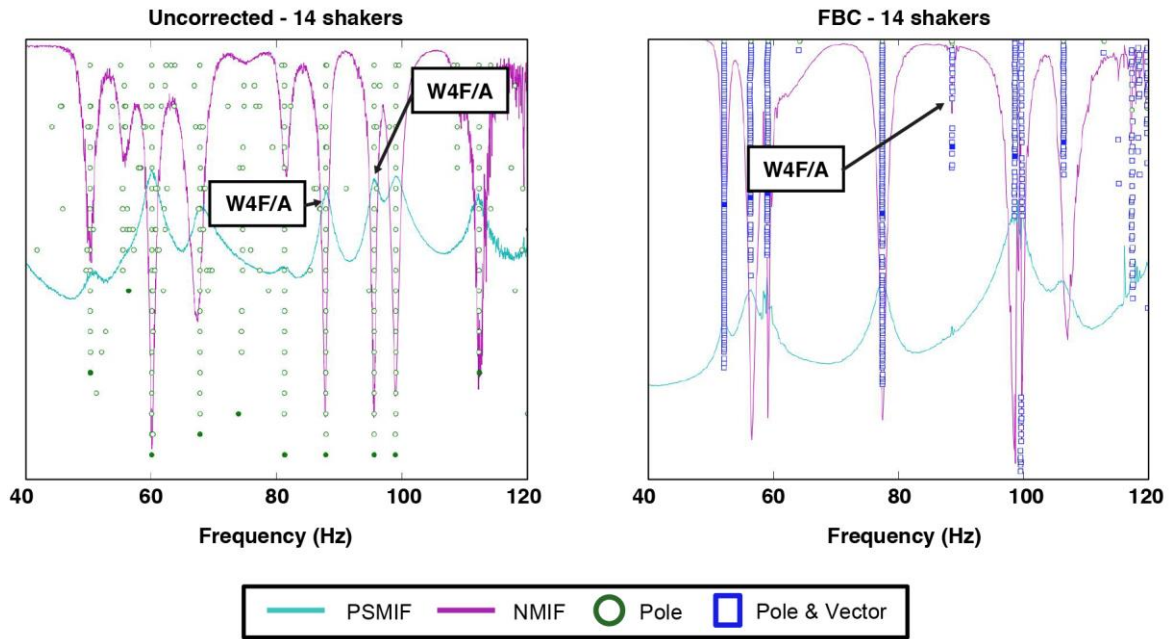 Uncorrected - 14 shakers
W4F/A
W4F/A
40 60 80 100 120
Frequency (Hz)
FBC - 14 shakers
W4F/A
40 60 80 100 120
Frequency (Hz)
PSMIF NMIF Pole Pole & Vector